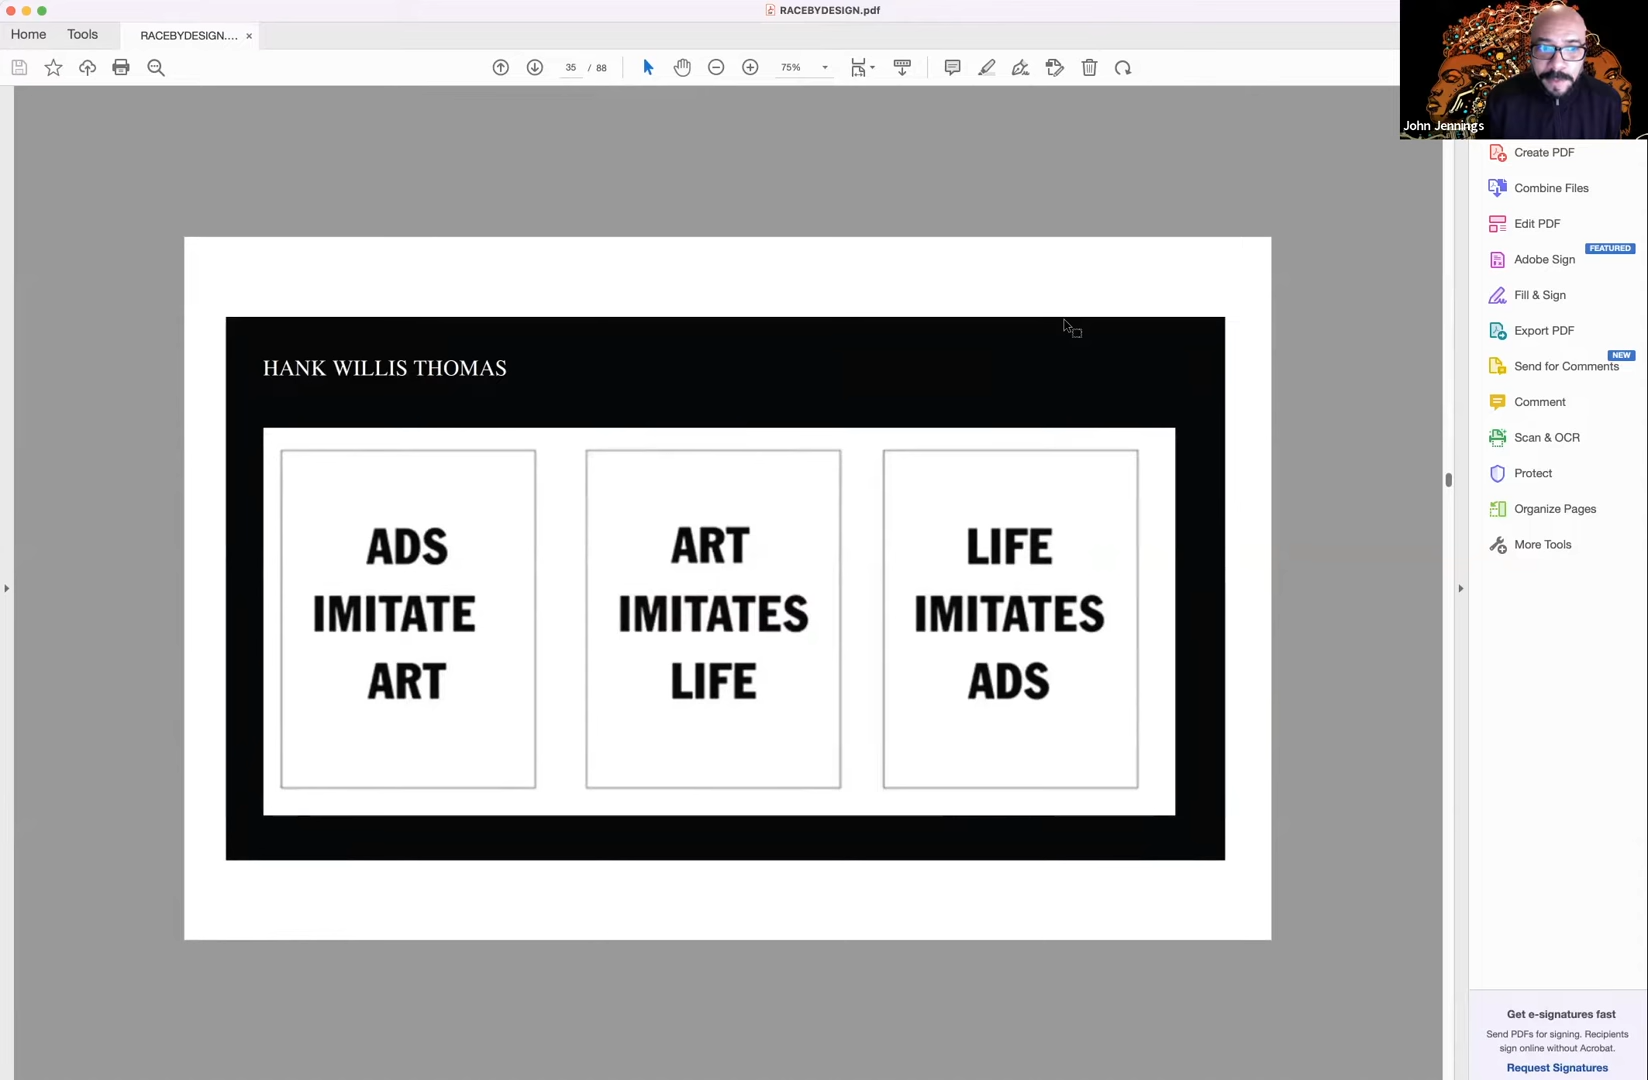 RACEBYDESIGN.pdf
Home
Tools
RACEBYDESIGN....
35 / 88
75%
John Jennings
Create PDF
Combine Files
Edit PDF
FEATURED
Adobe Sign
Fill & Sign
Export PDF
NEW
Send for Comments
Comment
Scan & OCR
Protect
Organize Pages
More Tools
HANK WILLIS THOMAS
ADS
IMITATE
ART
ART
IMITATES
LIFE
LIFE
IMITATES
ADS
Get e-signatures fast
Send PDFs for signing. Recipients
sign online without Acrobat.
Request Signatures